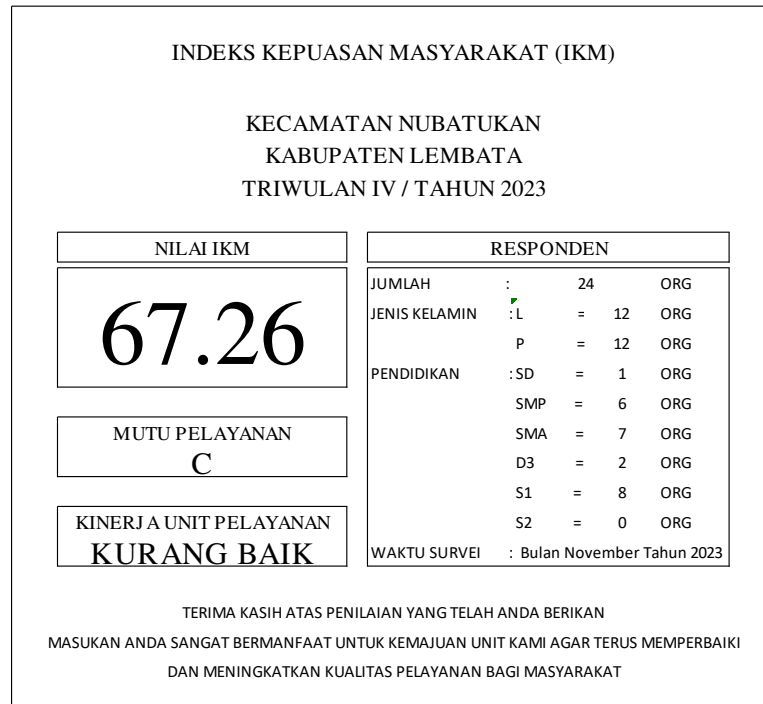 INDEKS KEPUASAN MASYARAKAT (IKM)
KECAMATAN NUBATUKAN
KABUPATEN LEMBATA
TRIWULAN IV / TAHUN 2023
NILAI IKM
67.26
MUTU PELAYANAN
C
KINERJA UNIT PELAYANAN
KURANG BAIK
RESPONDEN
JUMLAH : 24 ORG
JENIS KELAMIN : L = 12 ORG
P = 12 ORG
PENDIDIKAN : SD = 1 ORG
SMP = 6 ORG
SMA = 7 ORG
D3 = 2 ORG
S1 = 8 ORG
S2 = 0 ORG
WAKTU SURVEI : Bulan November Tahun 2023
TERIMA KASIH ATAS PENILAIAN YANG TELAH ANDA BERIKAN
MASUKAN ANDA SANGAT BERMANFAAT UNTUK KEMAJUAN UNIT KAMI AGAR TERUS MEMPERBAIKI
DAN MENINGKATKAN KUALITAS PELAYANAN BAGI MASYARAKAT